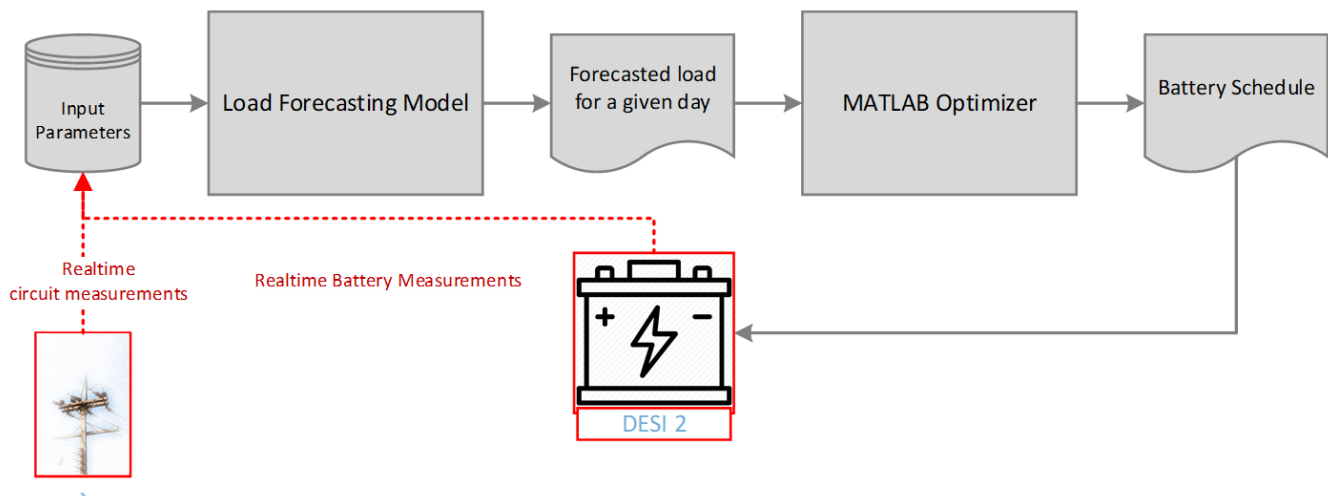 Input
Parameters
Load Forecasting Model
Forecasted load
for a given day
MATLAB Optimizer
Battery Schedule
Realtime
circuit measurements
Realtime Battery Measurements
+ −
DESI 2